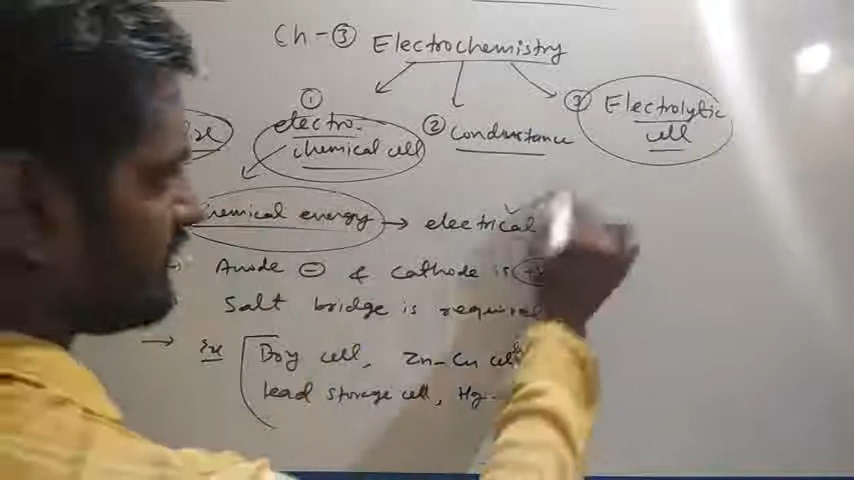 Ch-③ Electrochemistry
① electro-
chemical cell
② conductance
③ Electrolytic
cell
chemical energy → electrical
→ Anode ⊖ & Cathode is
Salt bridge is required
→ Ex Dry cell, Zn-Cu cell
Lead storage cell, Hg-